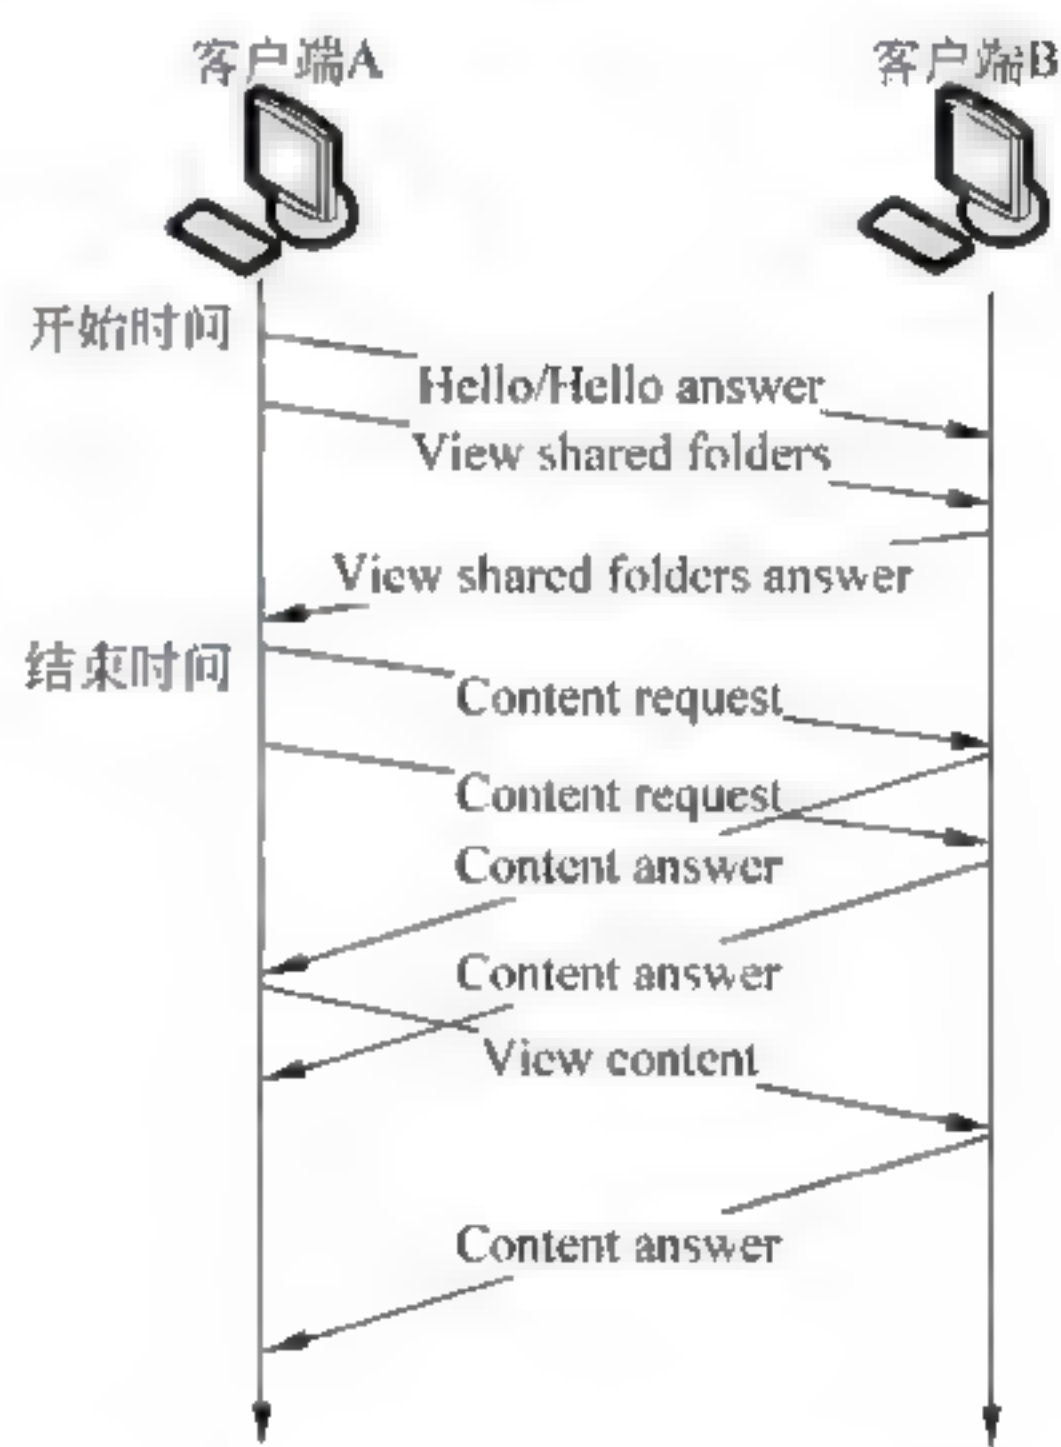 客户端A
客户端B
开始时间
Hello/Hello answer
View shared folders
View shared folders answer
结束时间
Content request
Content request
Content answer
Content answer
View content
Content answer